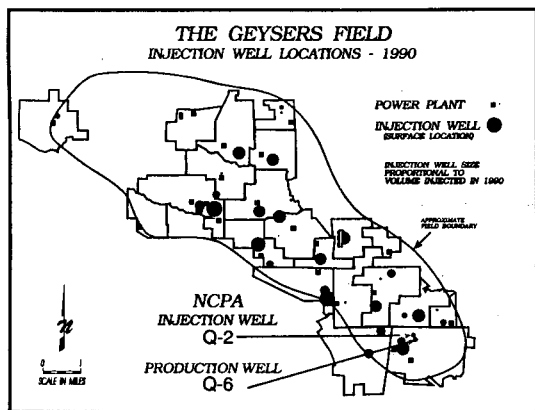 THE GEYSERS FIELD
INJECTION WELL LOCATIONS - 1990
POWER PLANT
INJECTION WELL
(SURFACE LOCATION)
INJECTION WELL SIZE
PROPORTIONAL TO
VOLUME INJECTED IN 1990
APPROXIMATE
FIELD BOUNDARY
NCPA
INJECTION WELL
Q-2
PRODUCTION WELL
Q-6
N
0 1
SCALE IN MILES